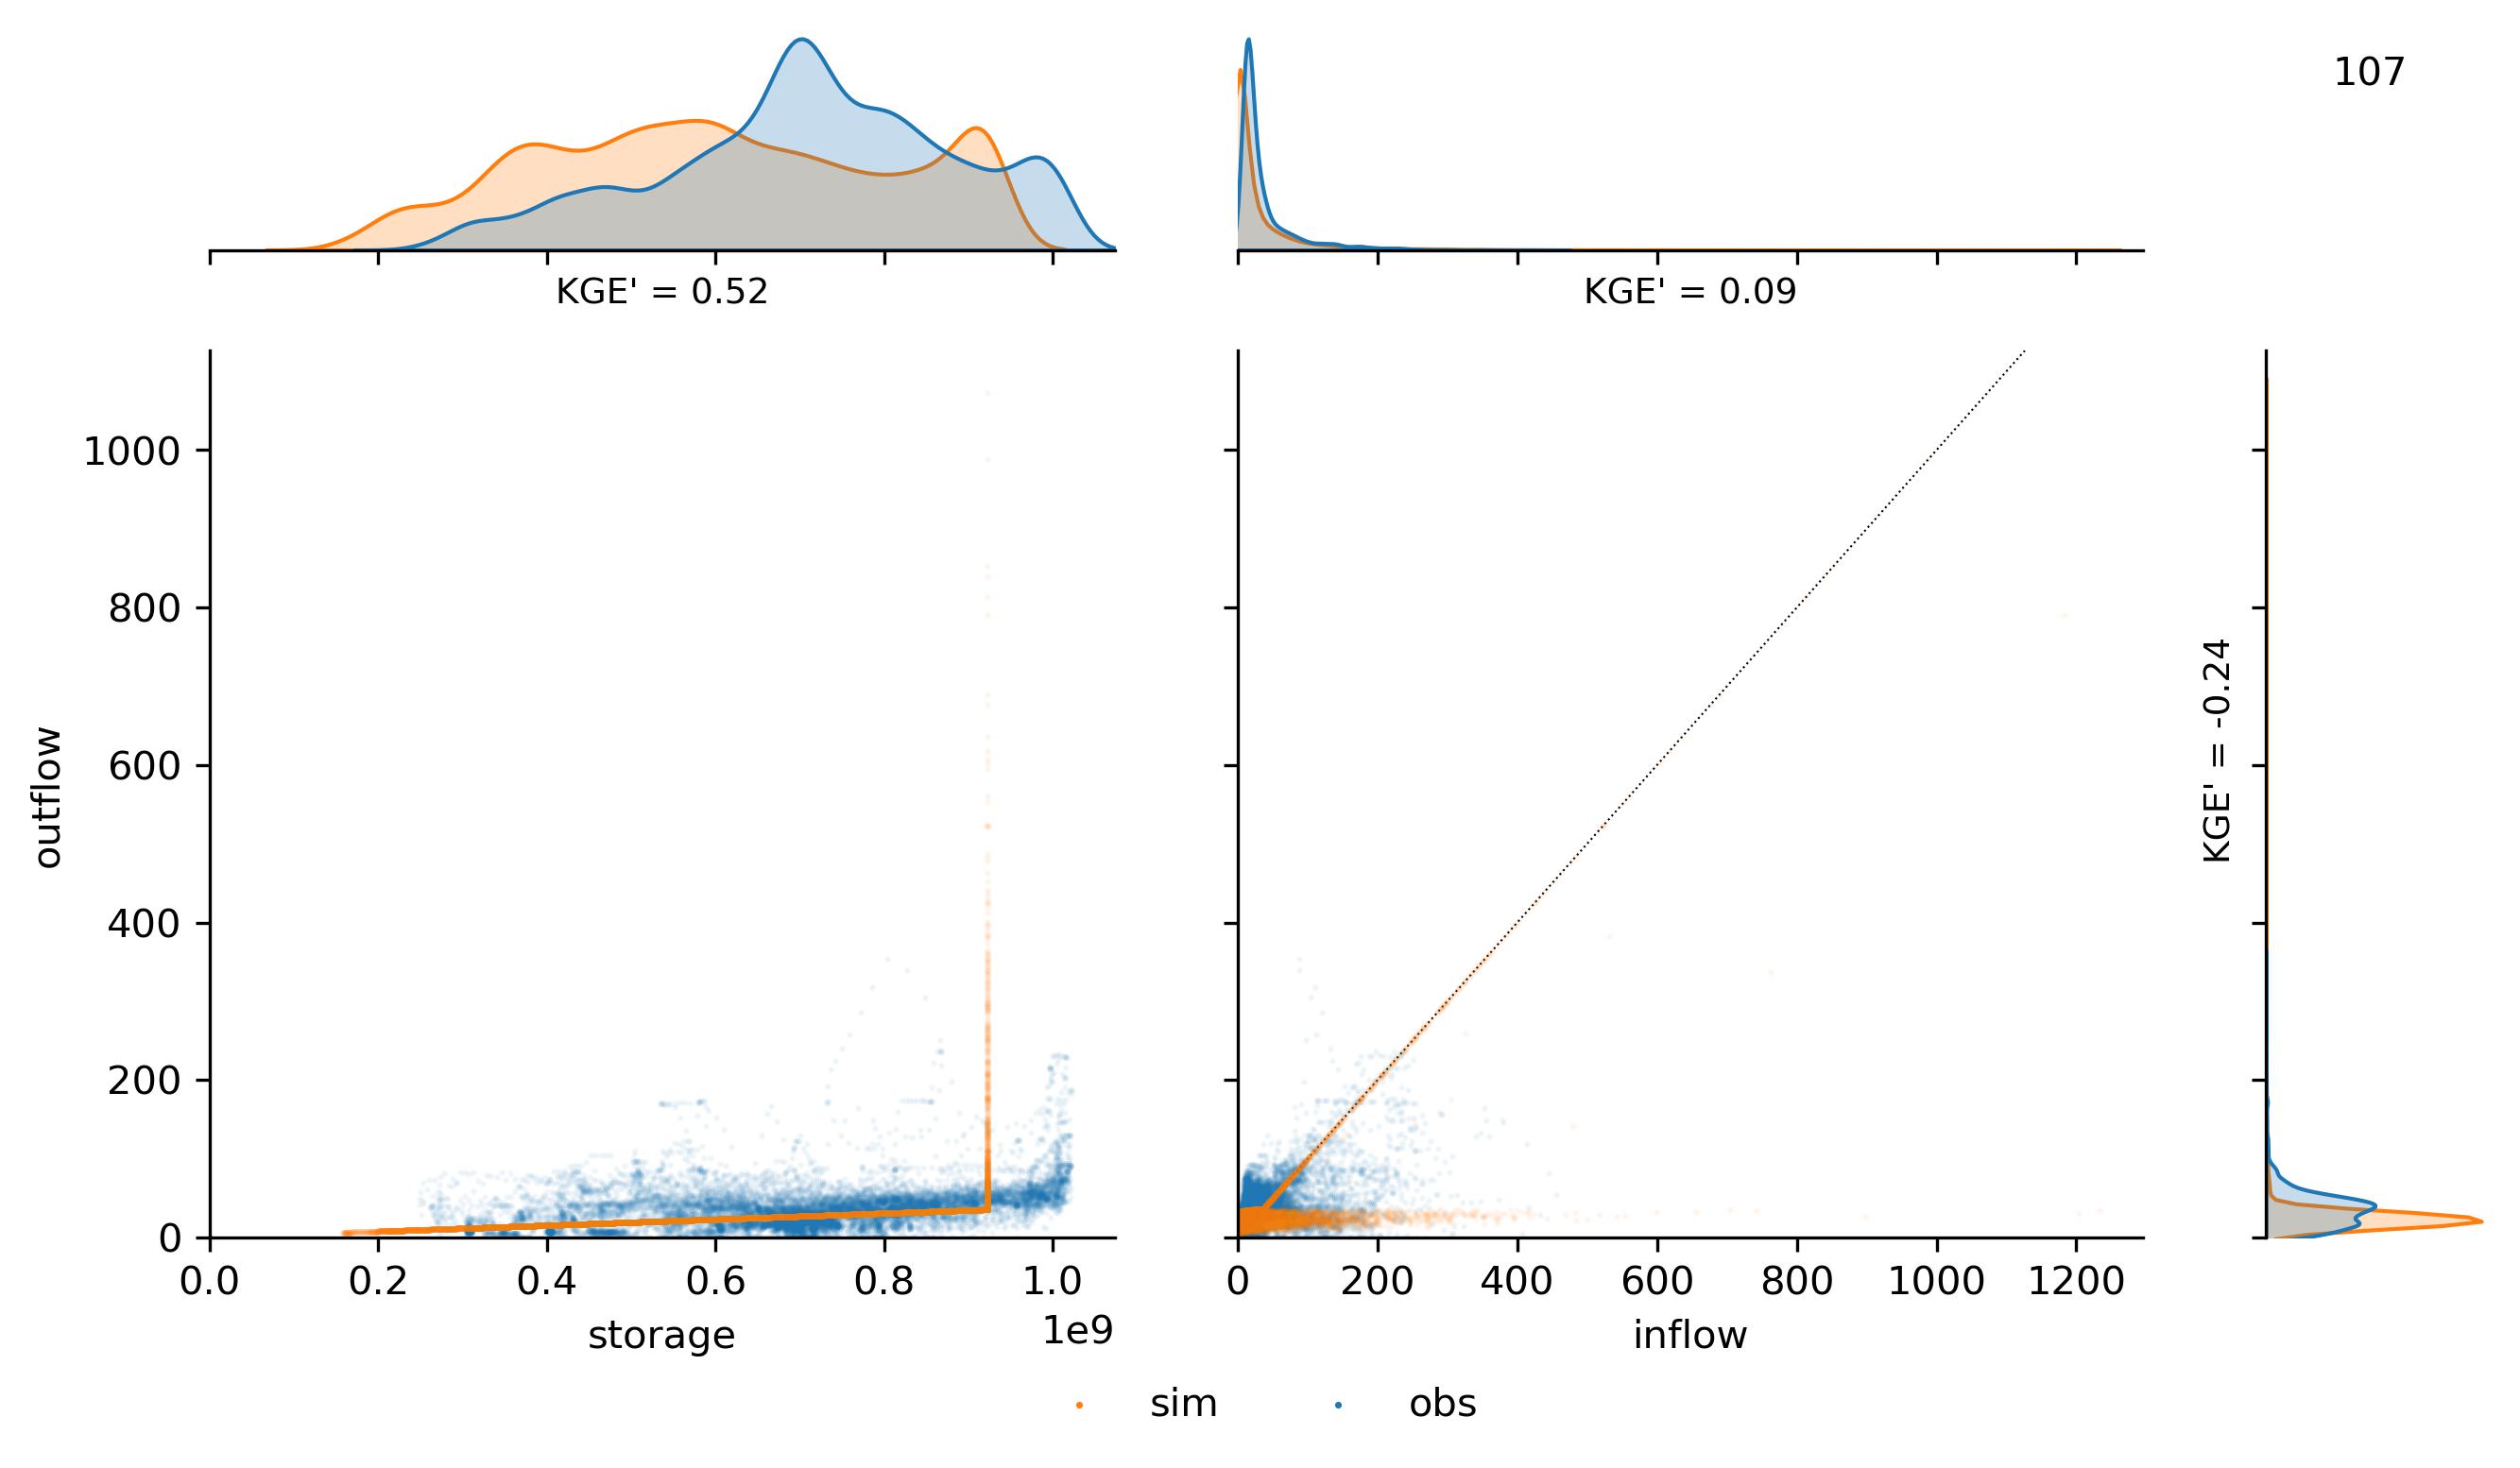 107
KGE' = 0.52
KGE' = 0.09
outflow
1000
800
600
400
200
0
KGE' = -0.24
0.0 0.2 0.4 0.6 0.8 1.0
1e9
storage
0 200 400 600 800 1000 1200
inflow
sim obs